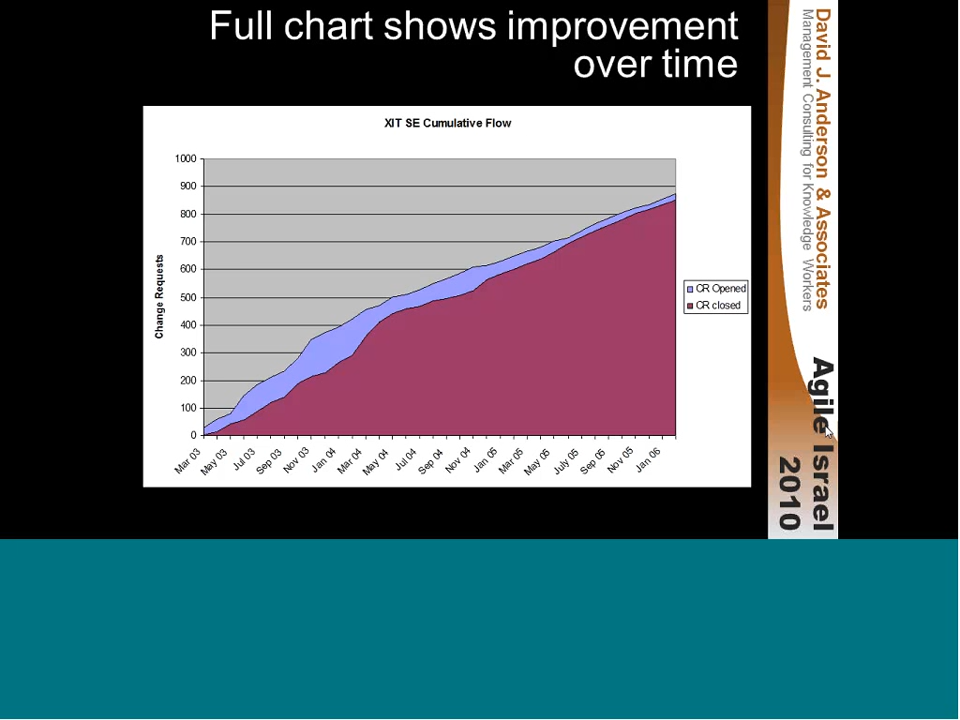 Full chart shows improvement
over time
XIT SE Cumulative Flow
1000
900
800
700
600
500
400
300
200
100
0
Change Requests
Mar 03
May 03
Jul 03
Sep 03
Nov 03
Jan 04
Mar 04
May 04
Jul 04
Sep 04
Nov 04
Jan 05
Mar 05
May 05
July 05
Sep 05
Nov 05
Jan 06
CR Opened
CR closed
David J. Anderson & Associates
Management Consulting for Knowledge Workers
Agile Israel
2010